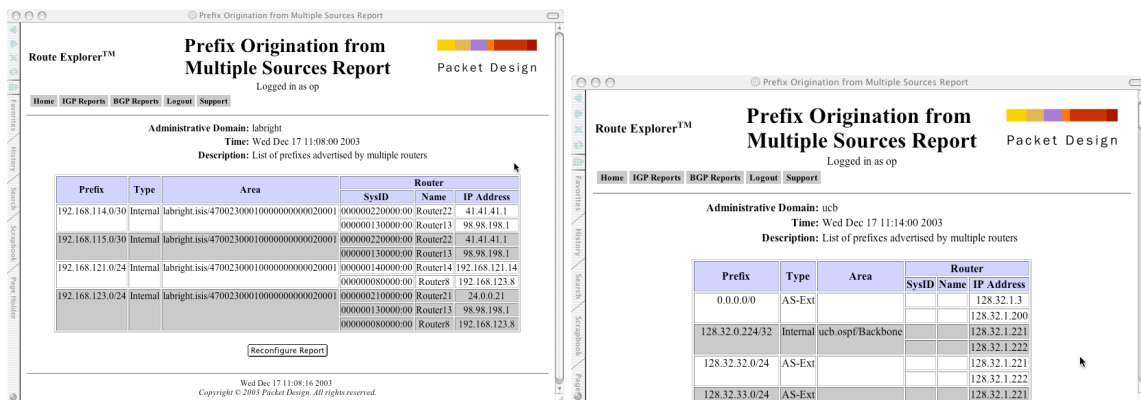 Prefix Origination from Multiple Sources Report
Route Explorer™
Prefix Origination from
Multiple Sources Report
Logged in as op
Packet Design
Home IGP Reports BGP Reports Logout Support
Favorites
History
Search
Scrapbook
Page Holder
Administrative Domain: labright
Time: Wed Dec 17 11:08:00 2003
Description: List of prefixes advertised by multiple routers
Prefix Type Area Router
SysID Name IP Address
192.168.114.0/30 Internal labright.isis/47002300010000000000020001 000000220000:00 Router22 41.41.41.1
000000130000:00 Router13 98.98.198.1
192.168.115.0/30 Internal labright.isis/47002300010000000000020001 000000220000:00 Router22 41.41.41.1
000000130000:00 Router13 98.98.198.1
192.168.121.0/24 Internal labright.isis/47002300010000000000020001 000000140000:00 Router14 192.168.121.14
000000080000:00 Router8 192.168.123.8
192.168.123.0/24 Internal labright.isis/47002300010000000000020001 000000210000:00 Router21 24.0.0.21
000000130000:00 Router13 98.98.198.1
000000080000:00 Router8 192.168.123.8
Reconfigure Report
Wed Dec 17 11:08:16 2003
Copyright © 2003 Packet Design. All rights reserved.
Prefix Origination from Multiple Sources Report
Route Explorer™
Prefix Origination from
Multiple Sources Report
Logged in as op
Packet Design
Home IGP Reports BGP Reports Logout Support
Favorites
History
Search
Scrapbook
Page
Administrative Domain: ucb
Time: Wed Dec 17 11:14:00 2003
Description: List of prefixes advertised by multiple routers
Prefix Type Area Router
SysID Name IP Address
0.0.0.0/0 AS-Ext 128.32.1.3
128.32.1.200
128.32.0.224/32 Internal ucb.ospf/Backbone 128.32.1.221
128.32.1.222
128.32.32.0/24 AS-Ext 128.32.1.221
128.32.1.222
128.32.33.0/24 AS-Ext 128.32.1.221